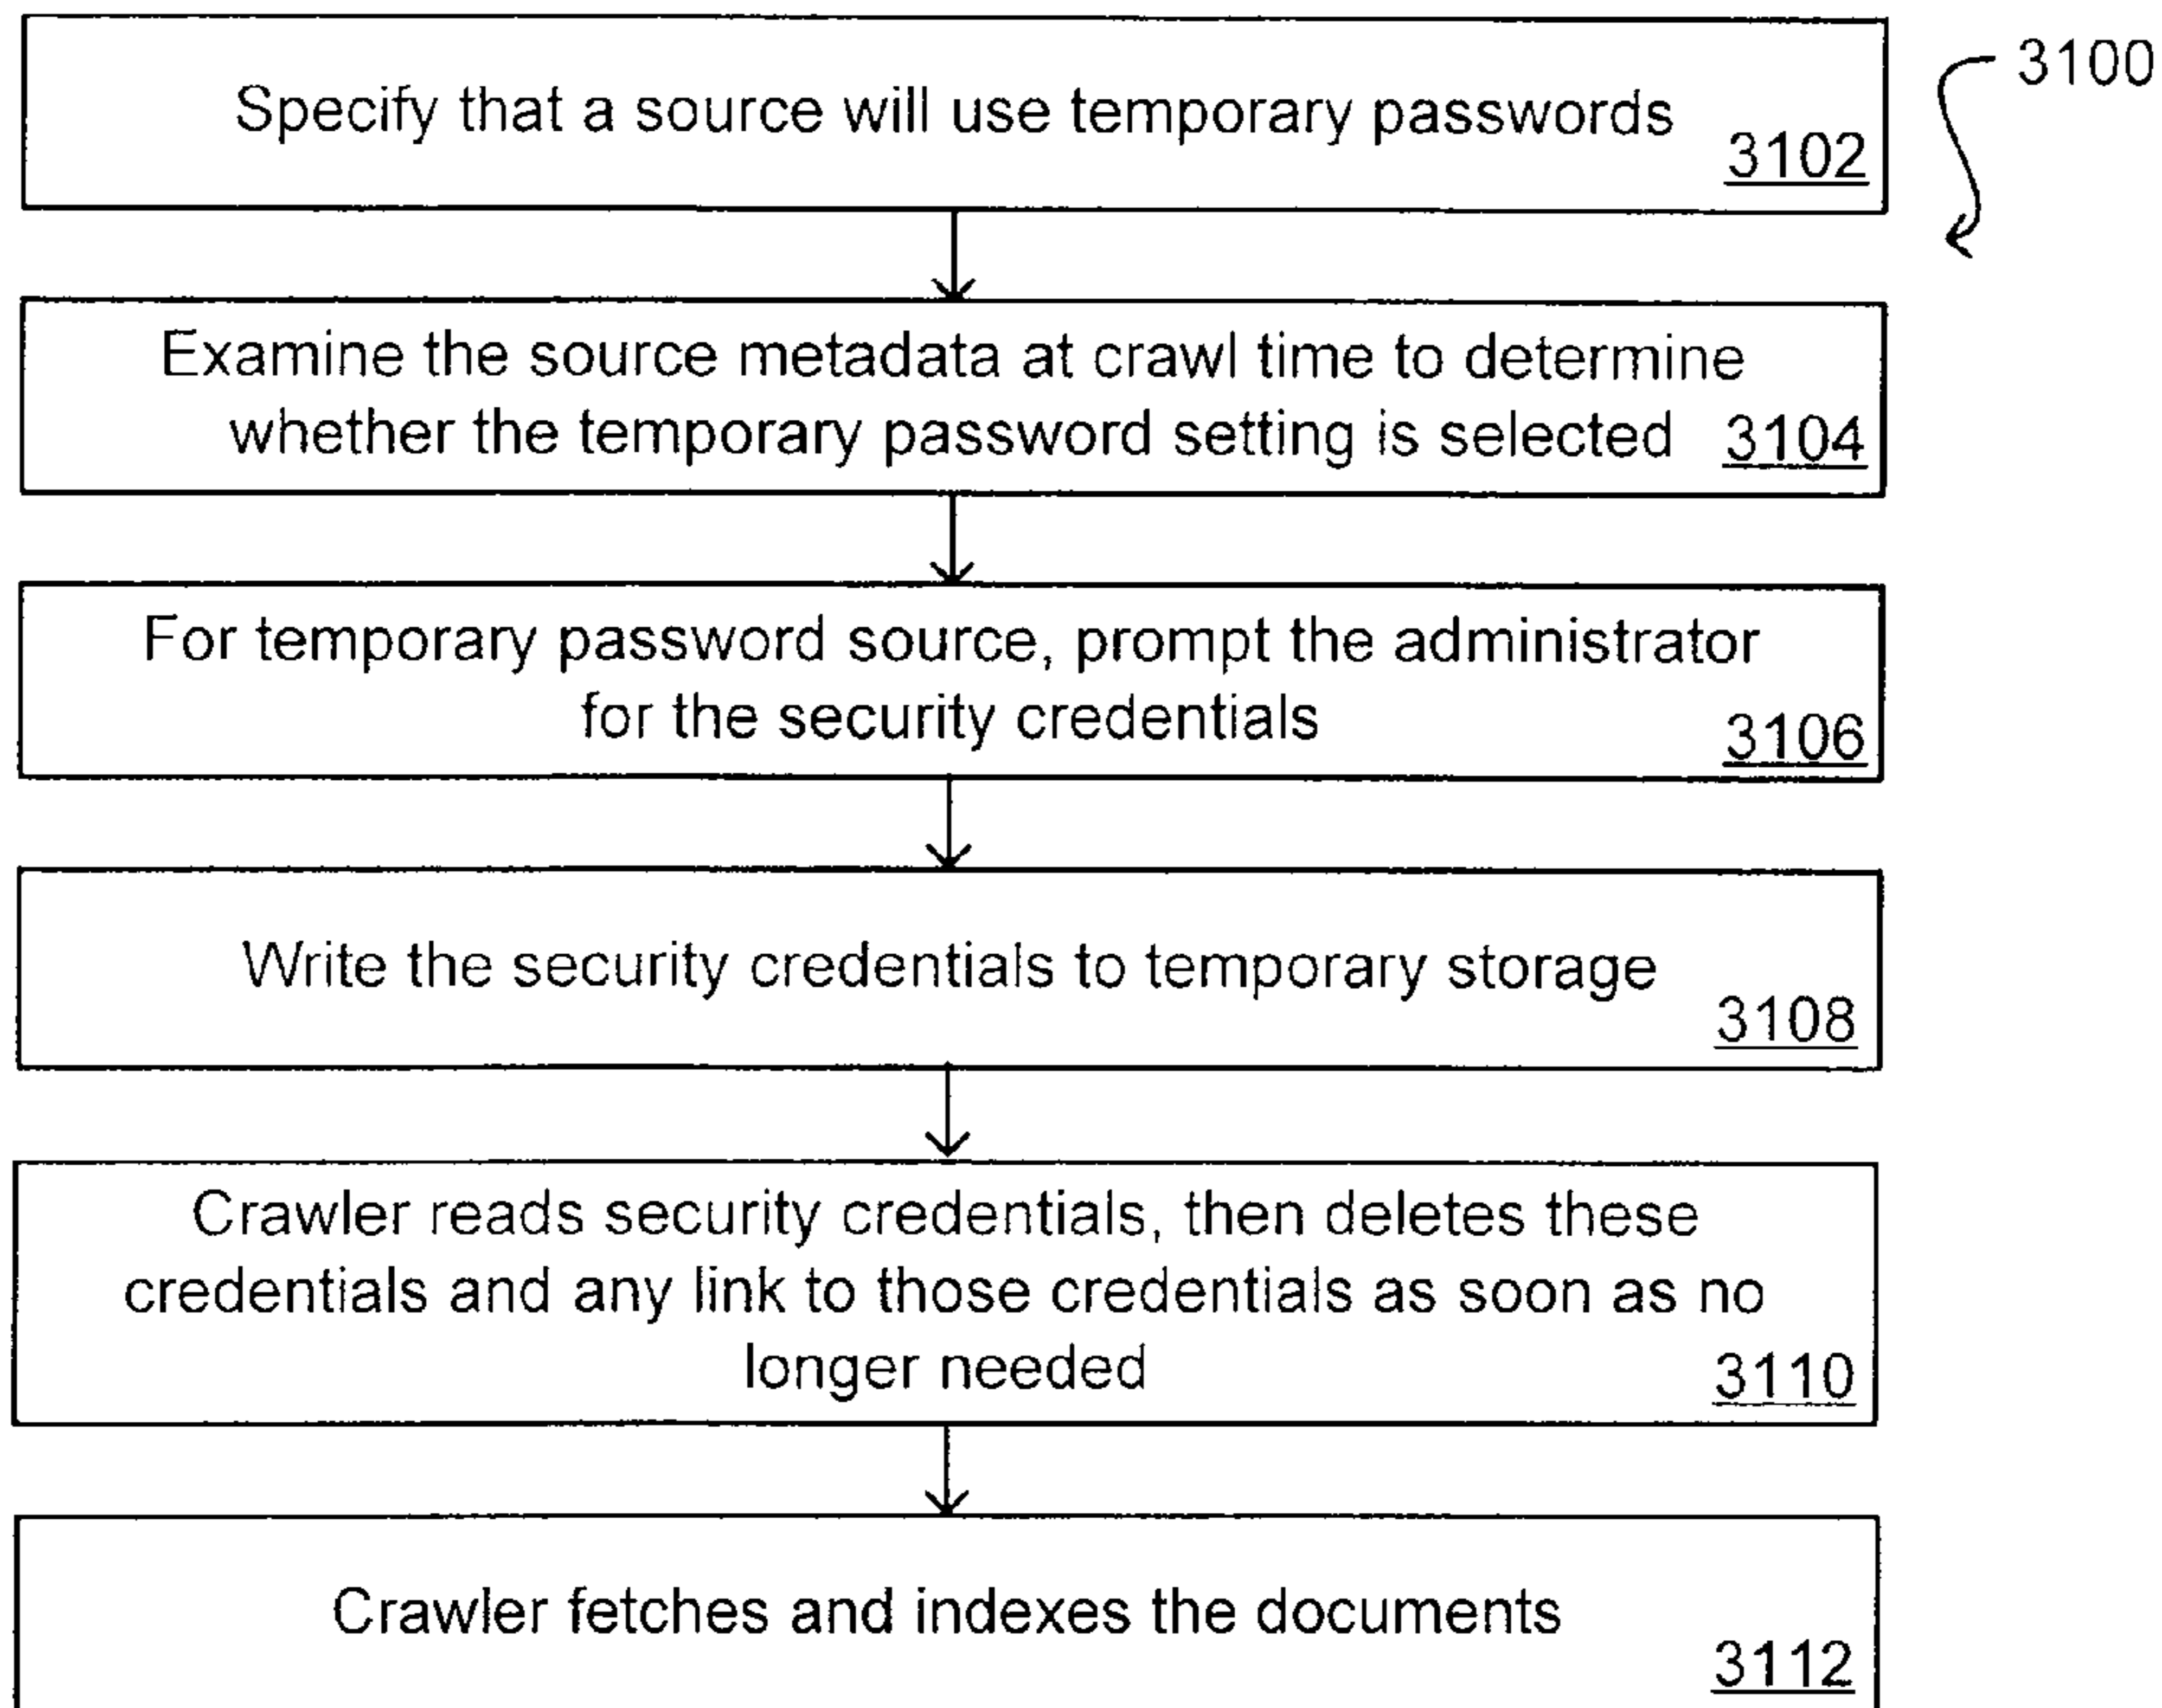 3100
Specify that a source will use temporary passwords
3102
Examine the source metadata at crawl time to determine
whether the temporary password setting is selected 3104
For temporary password source, prompt the administrator
for the security credentials
3106
Write the security credentials to temporary storage
3108
Crawler reads security credentials, then deletes these
credentials and any link to those credentials as soon as no
longer needed
3110
Crawler fetches and indexes the documents
3112